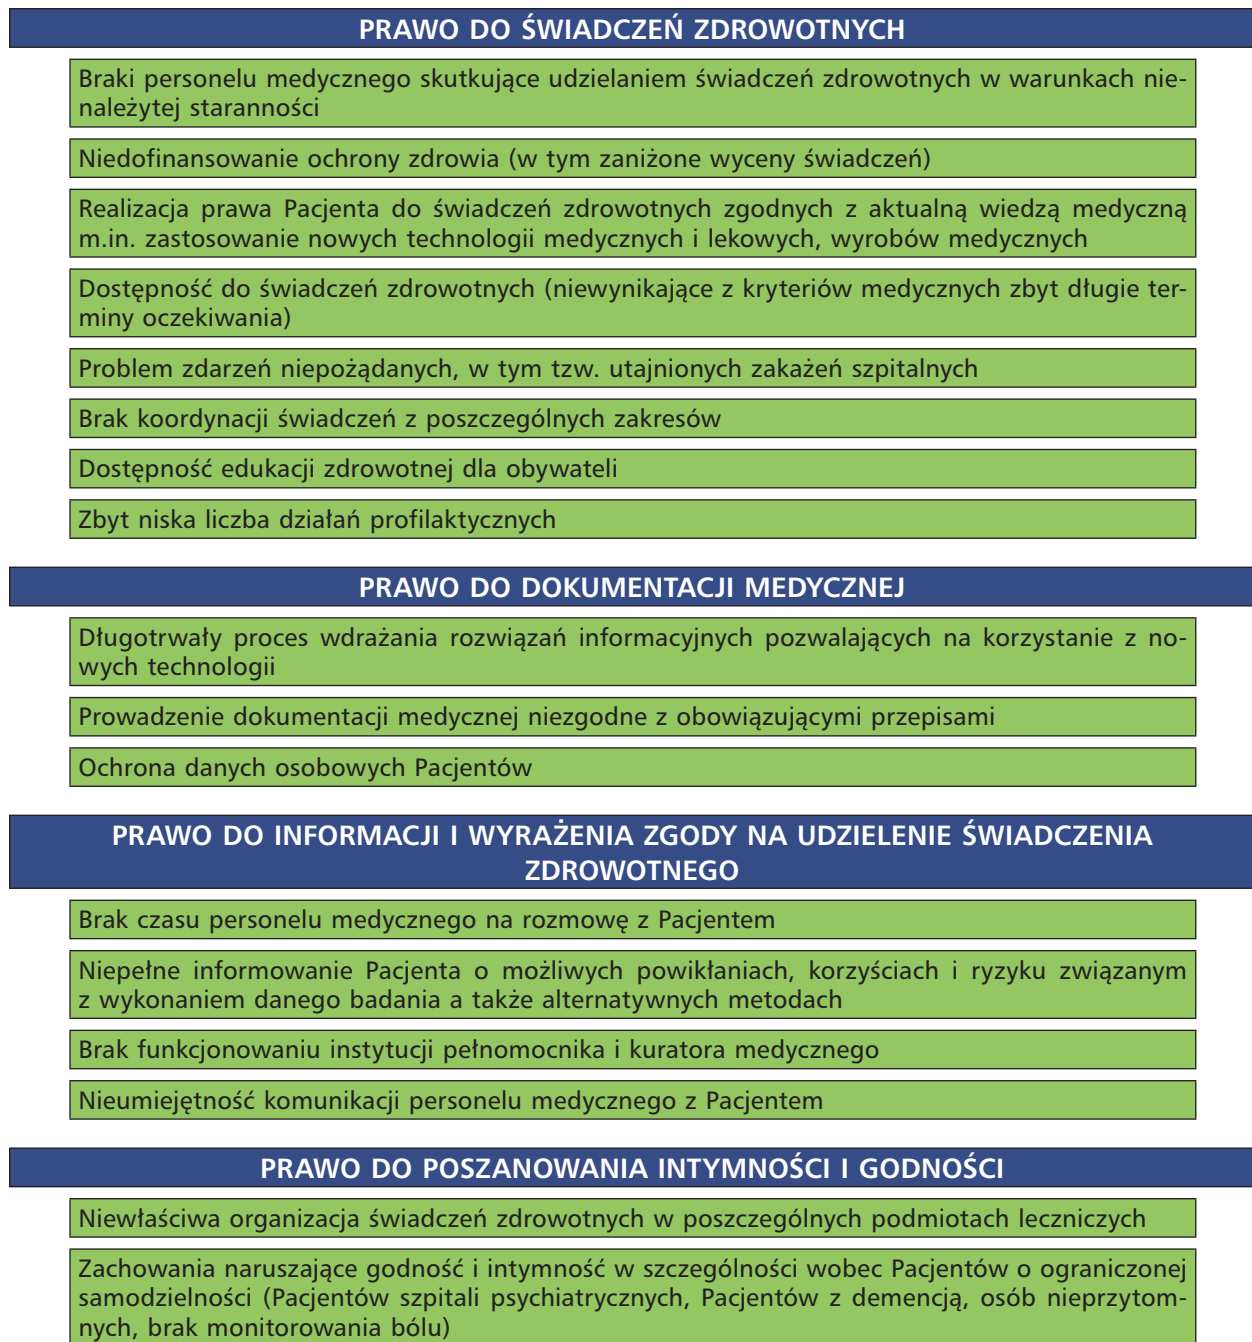 PRAWO DO ŚWIADCZEŃ ZDROWOTNYCH
Braki personelu medycznego skutkujące udzielaniem świadczeń zdrowotnych w warunkach nie-
należytej staranności
Niedofinansowanie ochrony zdrowia (w tym zaniżone wyceny świadczeń)
Realizacja prawa Pacjenta do świadczeń zdrowotnych zgodnych z aktualną wiedzą medyczną
m.in. zastosowanie nowych technologii medycznych i lekowych, wyrobów medycznych
Dostępność do świadczeń zdrowotnych (niewynikające z kryteriów medycznych zbyt długie ter-
miny oczekiwania)
Problem zdarzeń niepożądanych, w tym tzw. utajnionych zakażeń szpitalnych
Brak koordynacji świadczeń z poszczególnych zakresów
Dostępność edukacji zdrowotnej dla obywateli
Zbyt niska liczba działań profilaktycznych
PRAWO DO DOKUMENTACJI MEDYCZNEJ
Długotrwały proces wdrażania rozwiązań informacyjnych pozwalających na korzystanie z no-
wych technologii
Prowadzenie dokumentacji medycznej niezgodne z obowiązującymi przepisami
Ochrona danych osobowych Pacjentów
PRAWO DO INFORMACJI I WYRAŻENIA ZGODY NA UDZIELENIE ŚWIADCZENIA
ZDROWOTNEGO
Brak czasu personelu medycznego na rozmowę z Pacjentem
Niepełne informowanie Pacjenta o możliwych powikłaniach, korzyściach i ryzyku związanym
z wykonaniem danego badania a także alternatywnych metodach
Brak funkcjonowaniu instytucji pełnomocnika i kuratora medycznego
Nieumiejętność komunikacji personelu medycznego z Pacjentem
PRAWO DO POSZANOWANIA INTYMNOŚCI I GODNOŚCI
Niewłaściwa organizacja świadczeń zdrowotnych w poszczególnych podmiotach leczniczych
Zachowania naruszające godność i intymność w szczególności wobec Pacjentów o ograniczonej
samodzielności (Pacjentów szpitali psychiatrycznych, Pacjentów z demencją, osób nieprzytom-
nych, brak monitorowania bólu)